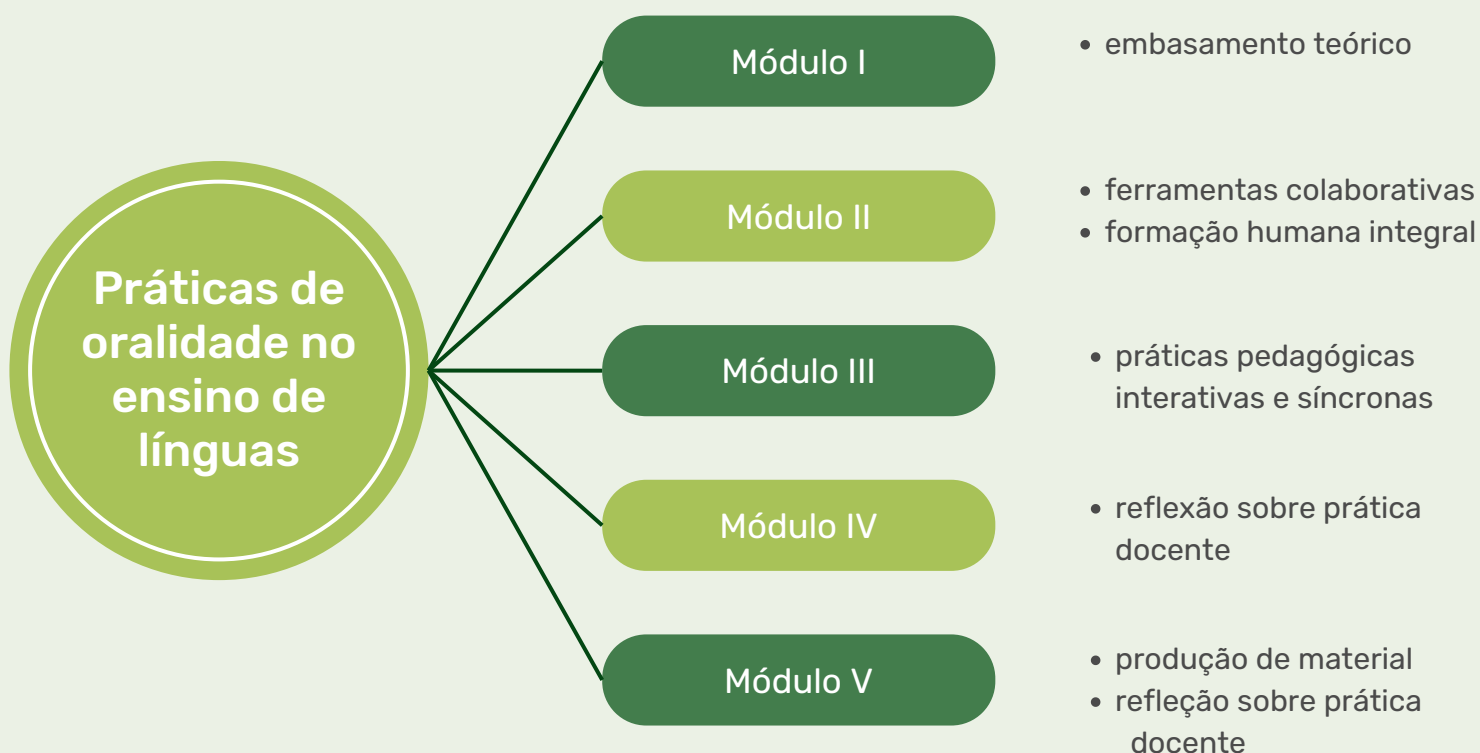 Práticas de
oralidade no
ensino de
línguas
Módulo I
• embasamento teórico
Módulo II
• ferramentas colaborativas
• formação humana integral
Módulo III
• práticas pedagógicas
interativas e síncronas
Módulo IV
• reflexão sobre prática
docente
Módulo V
• produção de material
• refleção sobre prática
docente